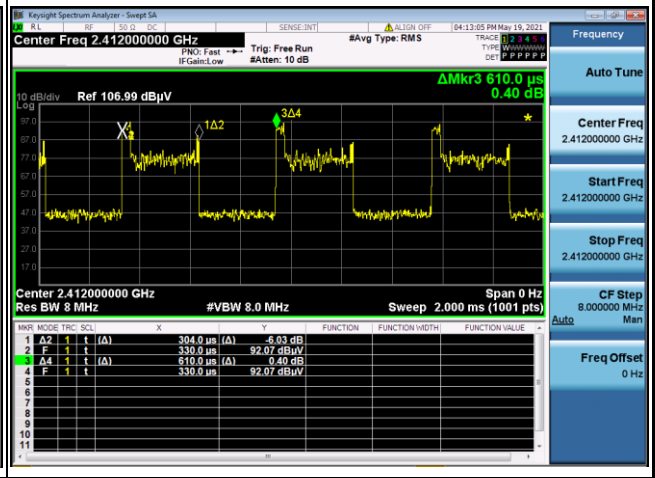 Keysight Spectrum Analyzer - Swept SA
RL RF 50 Ω DC SENSE:INT ALIGN OFF 04:13:05 PM May 19, 2021
Center Freq 2.412000000 GHz #Avg Type: RMS TRACE 1 2 3 4 5 6
PNO: Fast Trig: Free Run TYPE WWWWWW
IFGain:Low #Atten: 10 dB DET P P P P P P
ΔMkr3 610.0 µs
0.40 dB
10 dB/div Ref 106.99 dBµV
Log
97.0
87.0
77.0
67.0
57.0
47.0
37.0
27.0
17.0
X2
1Δ2
3Δ4
*
Center 2.412000000 GHz Span 0 Hz
Res BW 8 MHz #VBW 8.0 MHz Sweep 2.000 ms (1001 pts)
MKR MODE TRC SCL X Y FUNCTION FUNCTION WIDTH FUNCTION VALUE
1 Δ2 1 t (Δ) 304.0 µs (Δ) -6.03 dB
2 F 1 t 330.0 µs 92.07 dBµV
3 Δ4 1 t (Δ) 610.0 µs (Δ) 0.40 dB
4 F 1 t 330.0 µs 92.07 dBµV
5
6
7
8
9
10
11
Frequency
Auto Tune
Center Freq
2.412000000 GHz
Start Freq
2.412000000 GHz
Stop Freq
2.412000000 GHz
CF Step
8.000000 MHz
Auto Man
Freq Offset
0 Hz